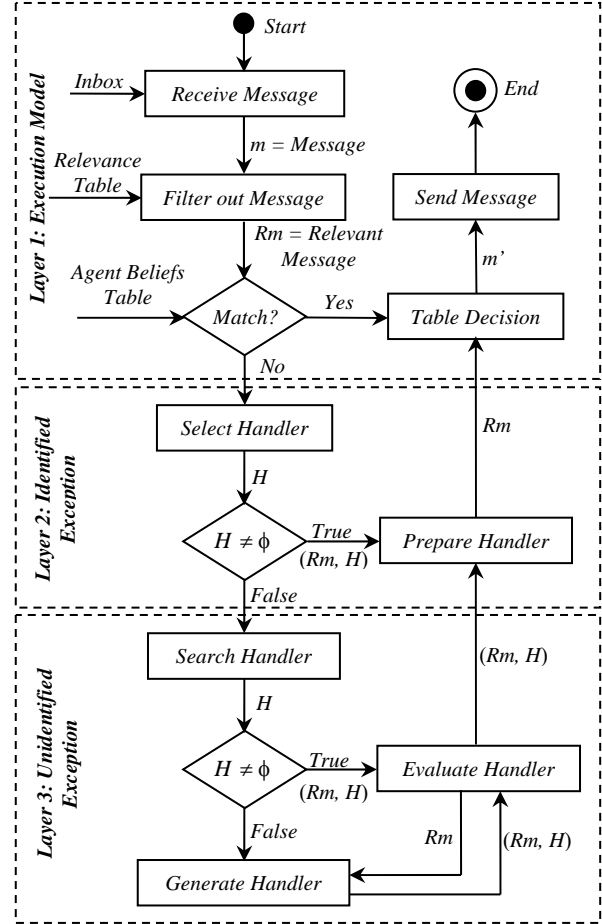 Start
Inbox
Receive Message
End
m = Message
Relevance
Table
Filter out Message
Send Message
Rm = Relevant
Message
m’
Agent Beliefs
Table
Match?
Yes
Table Decision
No
Layer 1: Execution Model
Select Handler
Rm
H
H ≠ ϕ
True
(Rm, H)
Prepare Handler
False
Layer 2: Identified
Exception
Search Handler
(Rm, H)
H
H ≠ ϕ
True
(Rm, H)
Evaluate Handler
False
Rm
(Rm, H)
Generate Handler
Layer 3: Unidentified
Exception